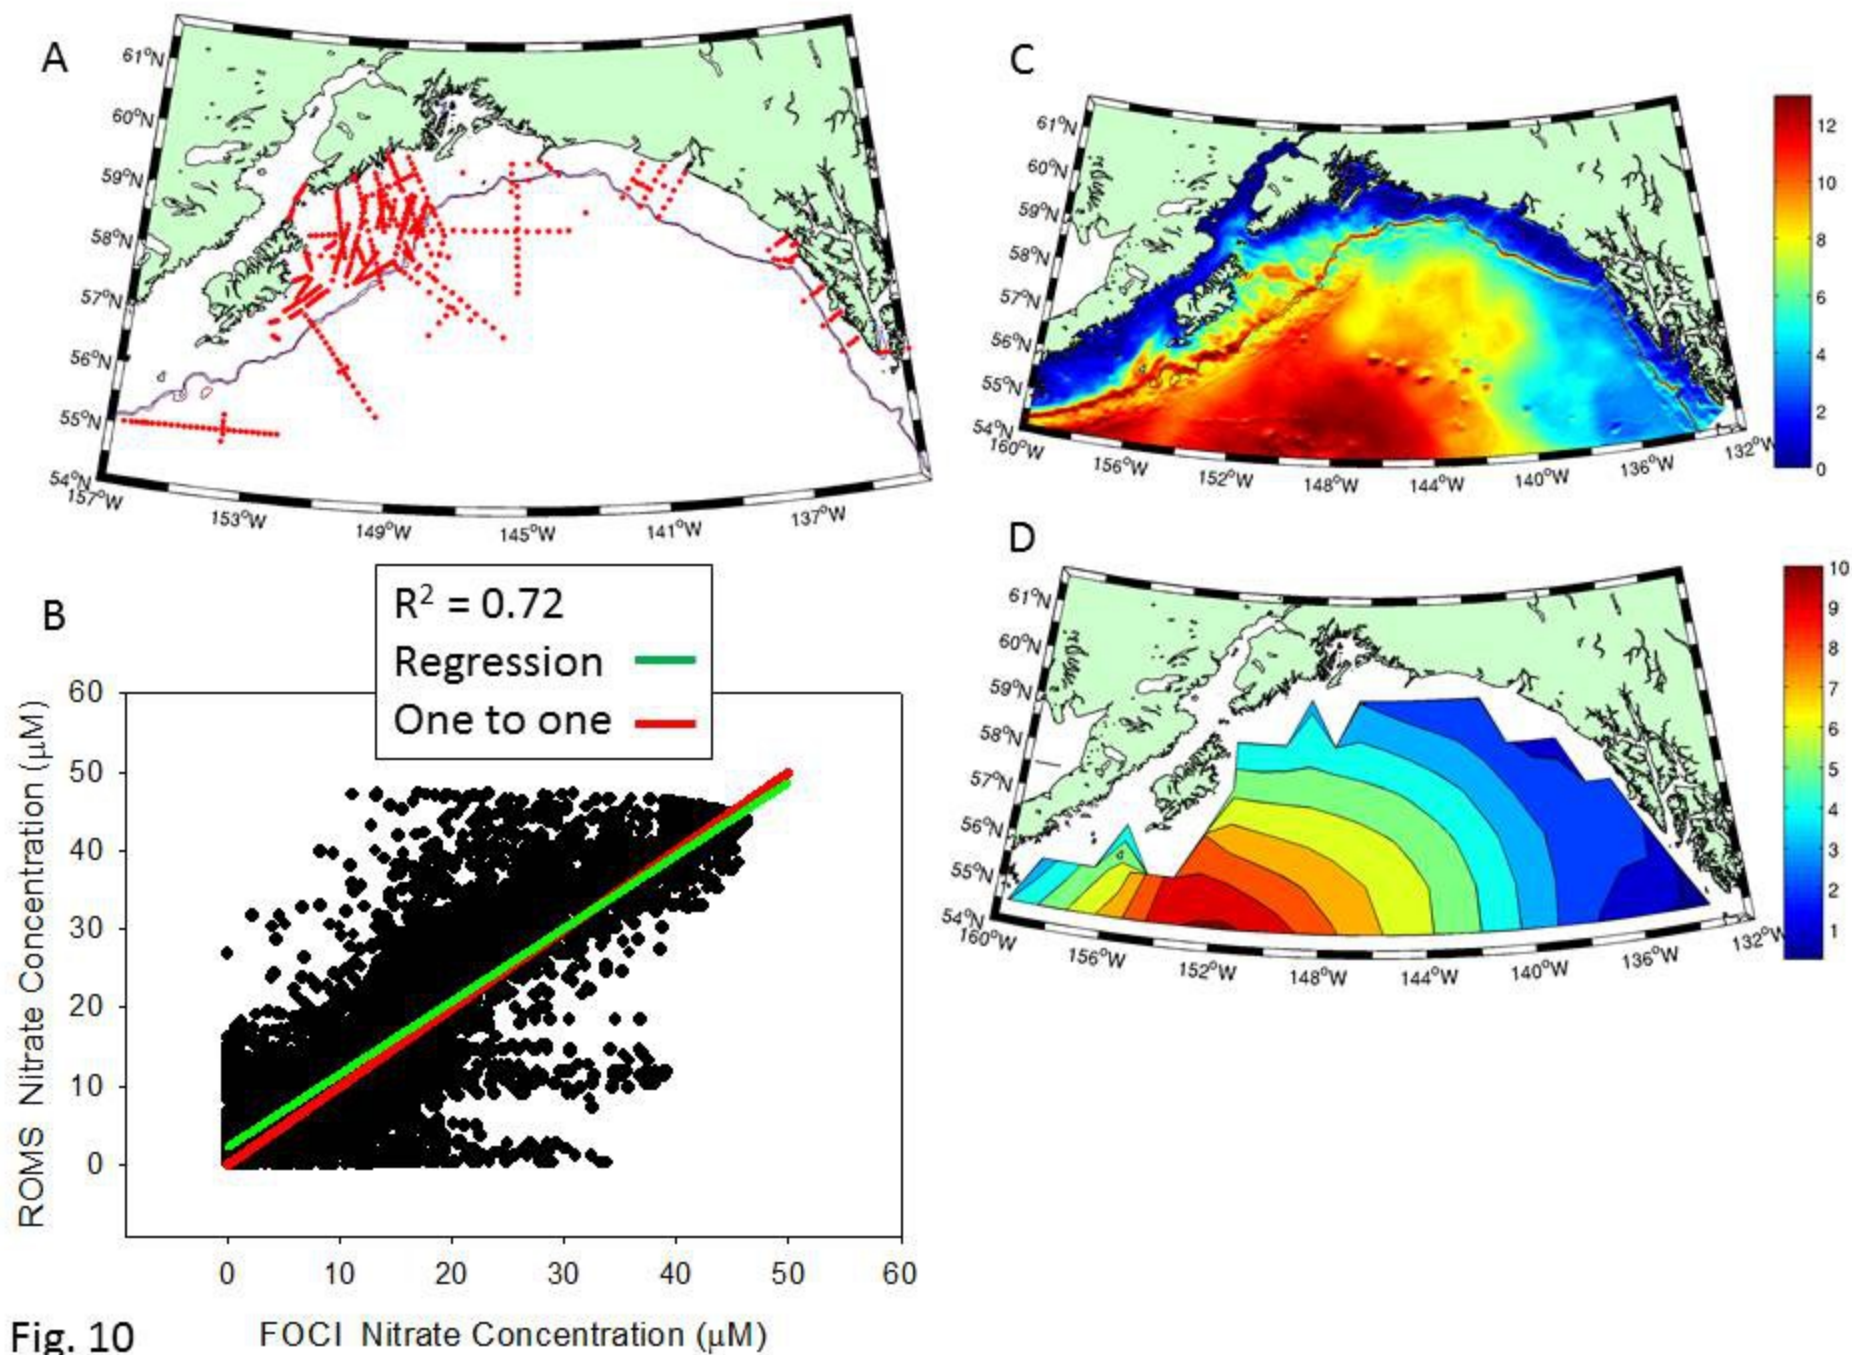 A
61°N
60°N
59°N
58°N
57°N
56°N
55°N
54°N
157°W
153°W
149°W
145°W
141°W
137°W
C
61°N
60°N
59°N
58°N
57°N
56°N
55°N
54°N
160°W
156°W
152°W
148°W
144°W
140°W
136°W
132°W
12
10
8
6
4
2
0
B
R² = 0.72
Regression
One to one
ROMS Nitrate Concentration (µM)
60
50
40
30
20
10
0
0 10 20 30 40 50 60
FOCI Nitrate Concentration (µM)
D
61°N
60°N
59°N
58°N
57°N
56°N
55°N
54°N
160°W
156°W
152°W
148°W
144°W
140°W
136°W
132°W
10
9
8
7
6
5
4
3
2
1
Fig. 10